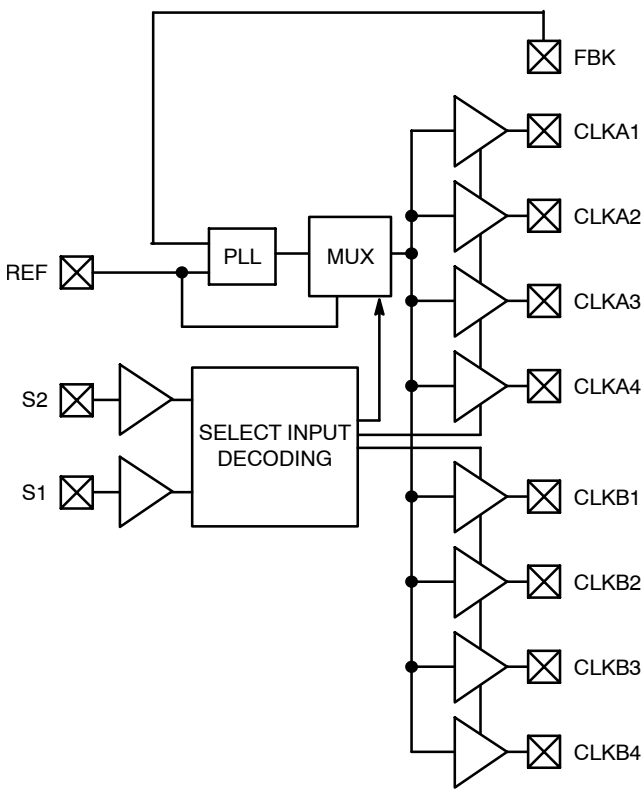 FBK
CLKA1
CLKA2
PLL
MUX
REF
CLKA3
CLKA4
S2
SELECT INPUT
DECODING
S1
CLKB1
CLKB2
CLKB3
CLKB4